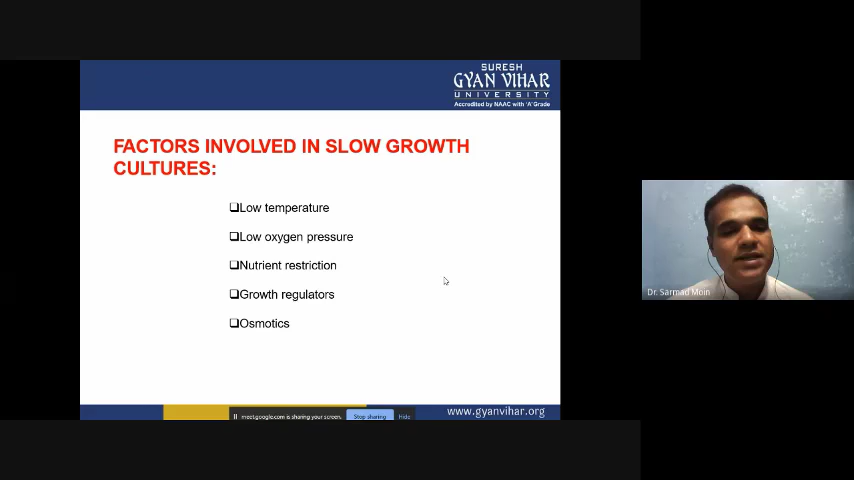 SURESH
GYAN VIHAR
UNIVERSITY
Accredited by NAAC with 'A' Grade
FACTORS INVOLVED IN SLOW GROWTH
CULTURES:
❑Low temperature
❑Low oxygen pressure
❑Nutrient restriction
❑Growth regulators
❑Osmotics
Dr. Sarmad Moin
meet.google.com is sharing your screen.
Stop sharing
Hide
www.gyanvihar.org